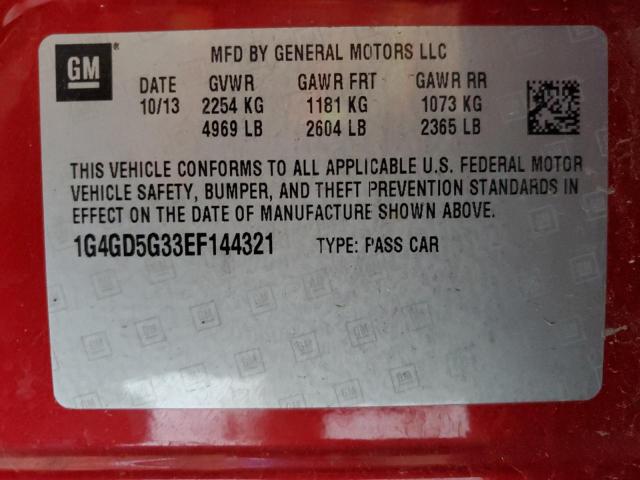 GM
MFD BY GENERAL MOTORS LLC
DATE GVWR GAWR FRT GAWR RR
10/13 2254 KG 1181 KG 1073 KG
4969 LB 2604 LB 2365 LB
THIS VEHICLE CONFORMS TO ALL APPLICABLE U.S. FEDERAL MOTOR
VEHICLE SAFETY, BUMPER, AND THEFT PREVENTION STANDARDS IN
EFFECT ON THE DATE OF MANUFACTURE SHOWN ABOVE.
1G4GD5G33EF144321 TYPE: PASS CAR